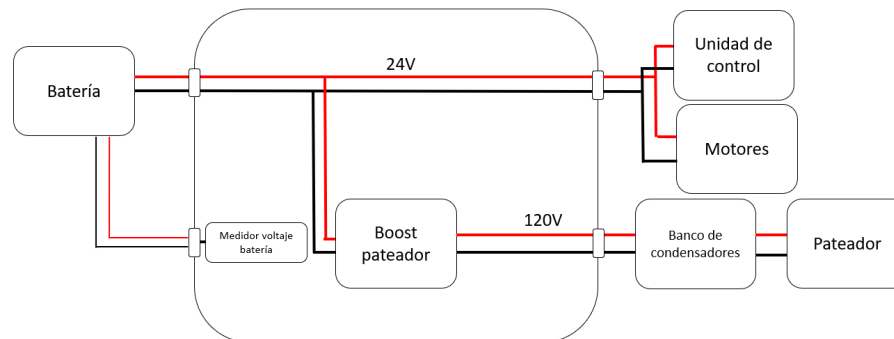 Batería
24V
Unidad de
control
Motores
Medidor voltaje
batería
Boost
pateador
120V
Banco de
condensadores
Pateador